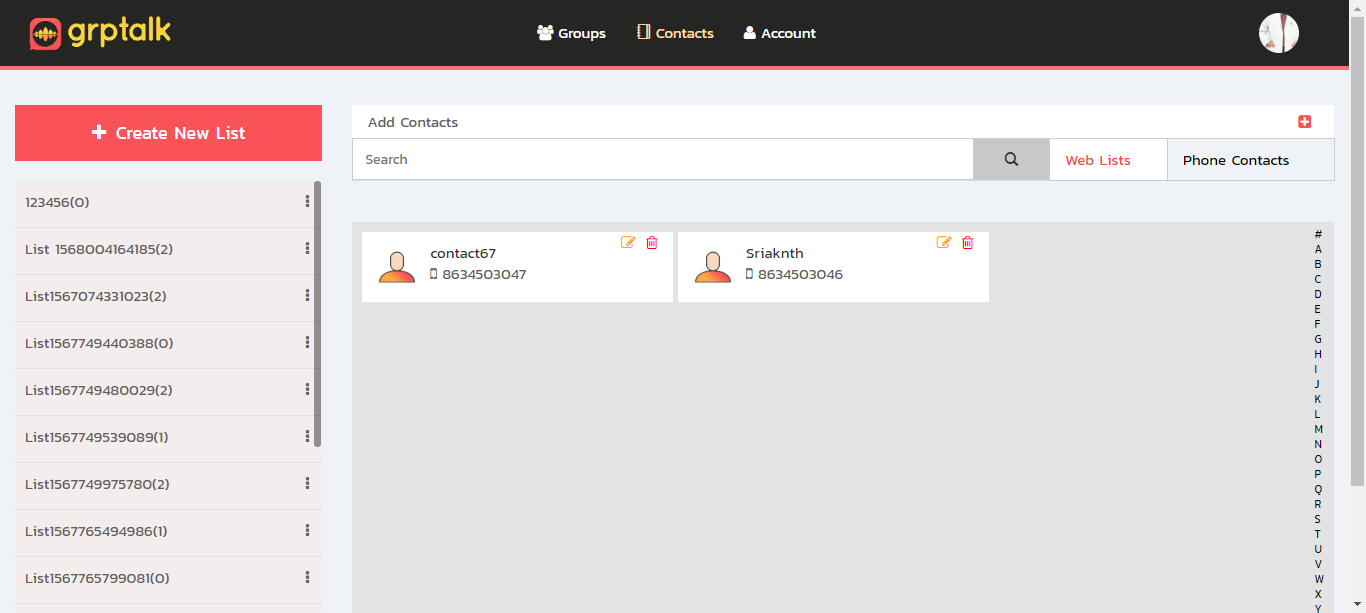 grptalk
Groups
Contacts
Account
Create New List
123456(0)
List 1568004164185(2)
List1567074331023(2)
List1567749440388(0)
List1567749480029(2)
List1567749539089(1)
List1567749975780(2)
List1567765494986(1)
List1567765799081(0)
Add Contacts
Search
Web Lists
Phone Contacts
contact67
8634503047
Sriaknth
8634503046
#
A
B
C
D
E
F
G
H
I
J
K
L
M
N
O
P
Q
R
S
T
U
V
W
X
Y